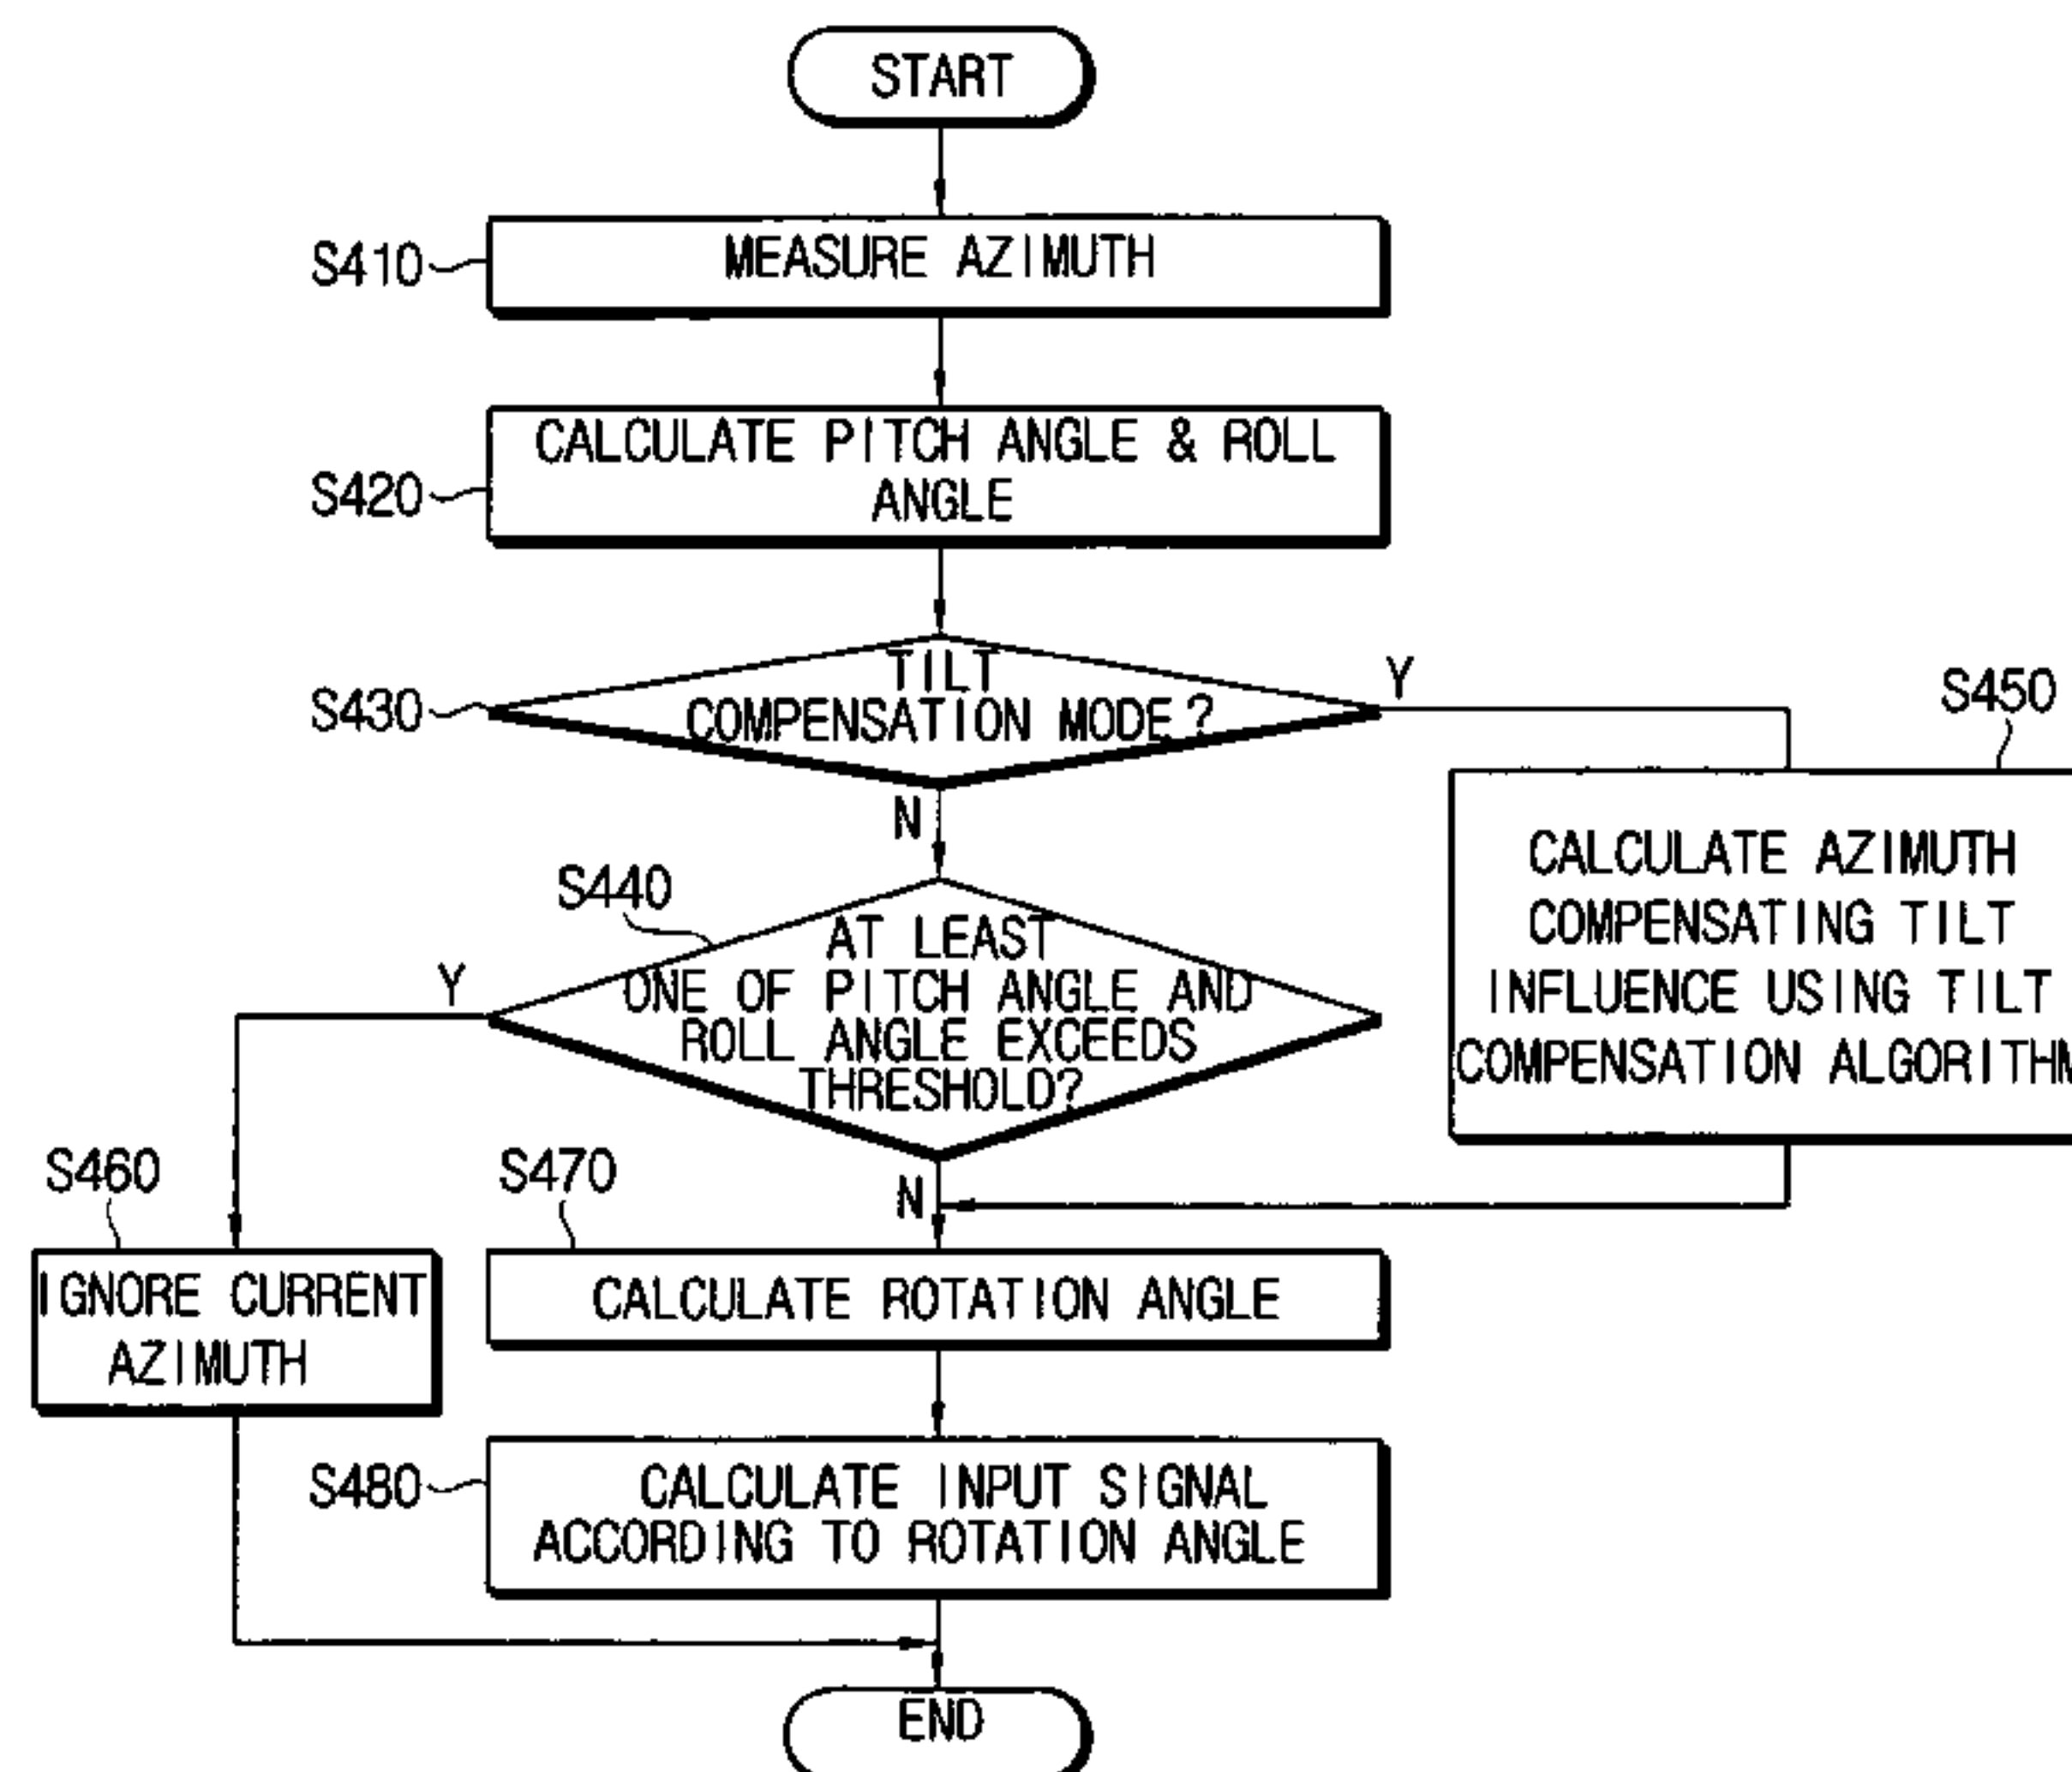 START
S410
MEASURE AZIMUTH
S420
CALCULATE PITCH ANGLE & ROLL
ANGLE
S430
TILT
COMPENSATION MODE?
Y
N
S450
CALCULATE AZIMUTH
COMPENSATING TILT
INFLUENCE USING TILT
COMPENSATION ALGORITHM
S440
AT LEAST
ONE OF PITCH ANGLE AND
ROLL ANGLE EXCEEDS
THRESHOLD?
Y
N
S460
IGNORE CURRENT
AZIMUTH
S470
CALCULATE ROTATION ANGLE
S480
CALCULATE INPUT SIGNAL
ACCORDING TO ROTATION ANGLE
END